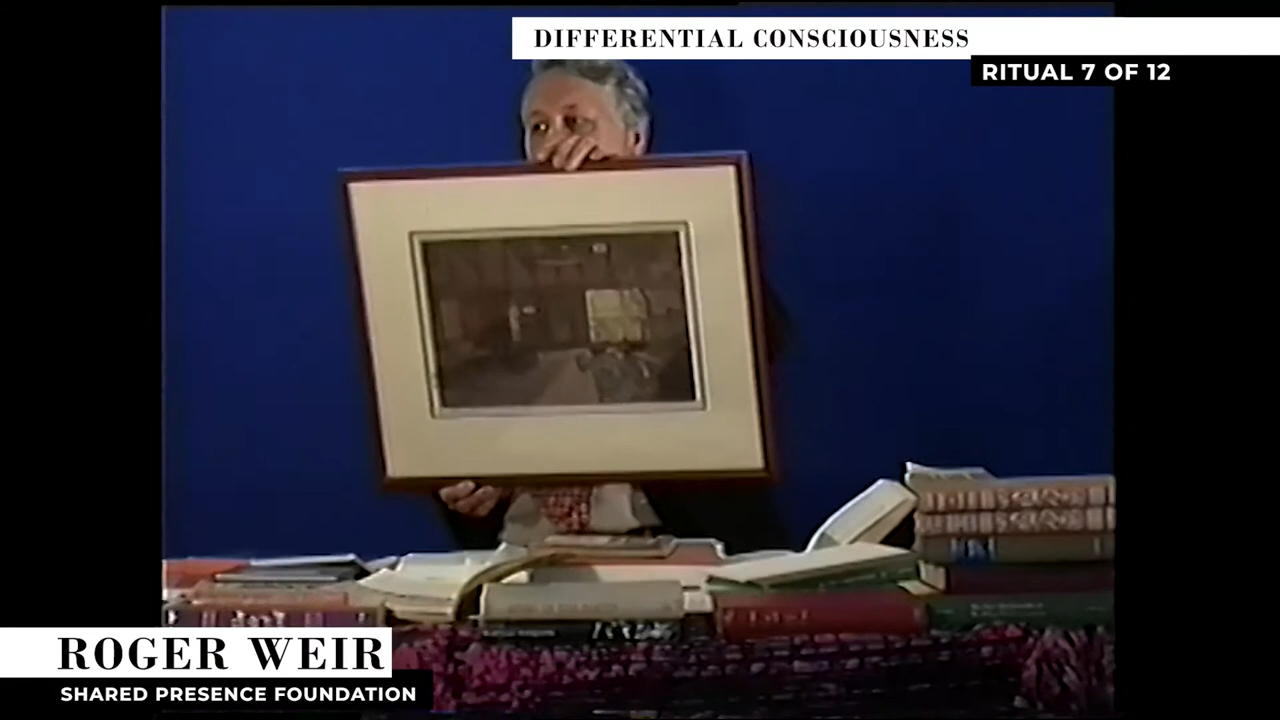 DIFFERENTIAL CONSCIOUSNESS
RITUAL 7 OF 12
ROGER WEIR
SHARED PRESENCE FOUNDATION